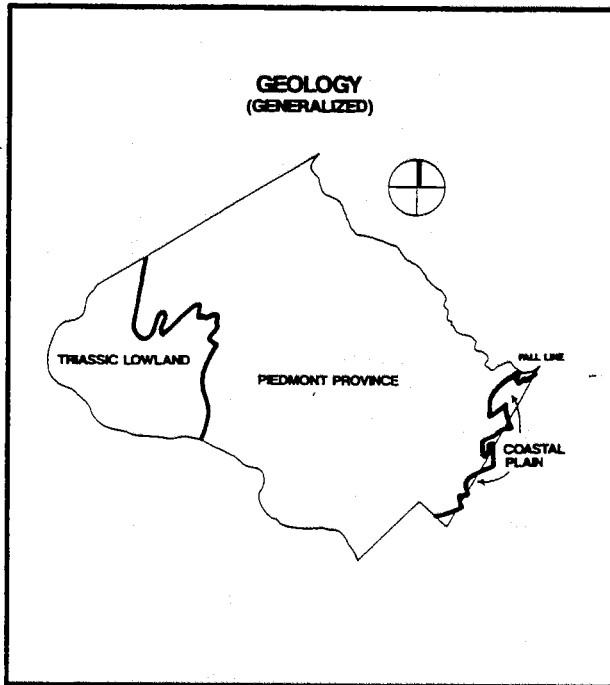 GEOLOGY
(GENERALIZED)
FALL LINE
TRIASSIC LOWLAND
PIEDMONT PROVINCE
COASTAL
PLAIN